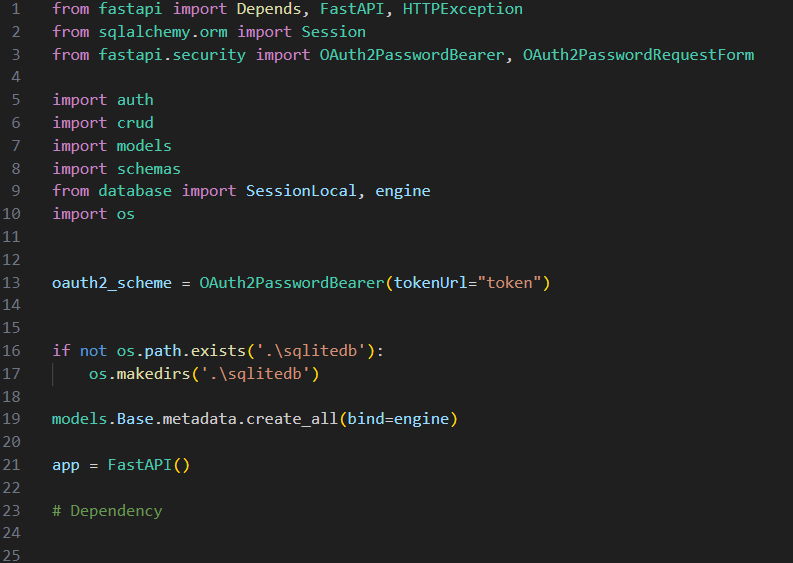 1 from fastapi import Depends, FastAPI, HTTPException
2 from sqlalchemy.orm import Session
3 from fastapi.security import OAuth2PasswordBearer, OAuth2PasswordRequestForm
4
5 import auth
6 import crud
7 import models
8 import schemas
9 from database import SessionLocal, engine
10 import os
11
12
13 oauth2_scheme = OAuth2PasswordBearer(tokenUrl="token")
14
15
16 if not os.path.exists('.\sqlitedb'):
17     os.makedirs('.\sqlitedb')
18
19 models.Base.metadata.create_all(bind=engine)
20
21 app = FastAPI()
22
23 # Dependency
24
25